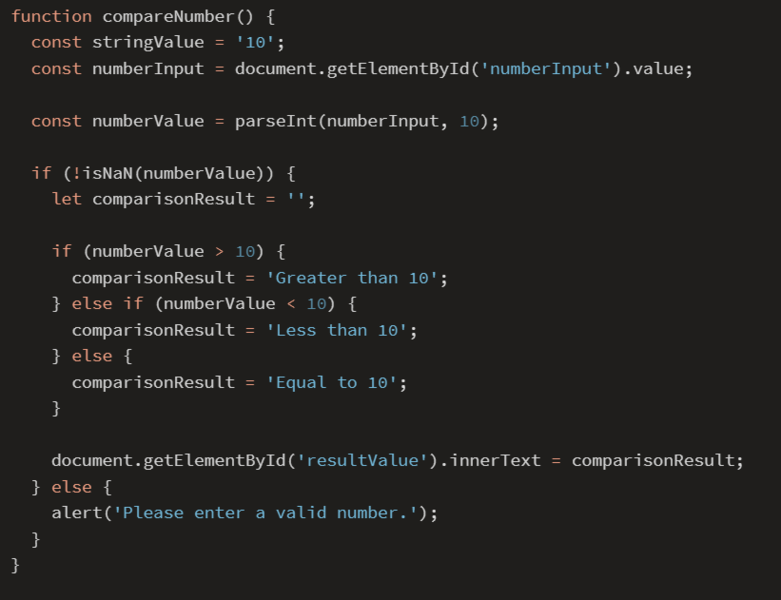 function compareNumber() {
  const stringValue = '10';
  const numberInput = document.getElementById('numberInput').value;

  const numberValue = parseInt(numberInput, 10);

  if (!isNaN(numberValue)) {
    let comparisonResult = '';

    if (numberValue > 10) {
      comparisonResult = 'Greater than 10';
    } else if (numberValue < 10) {
      comparisonResult = 'Less than 10';
    } else {
      comparisonResult = 'Equal to 10';
    }

    document.getElementById('resultValue').innerText = comparisonResult;
  } else {
    alert('Please enter a valid number.');
  }
}